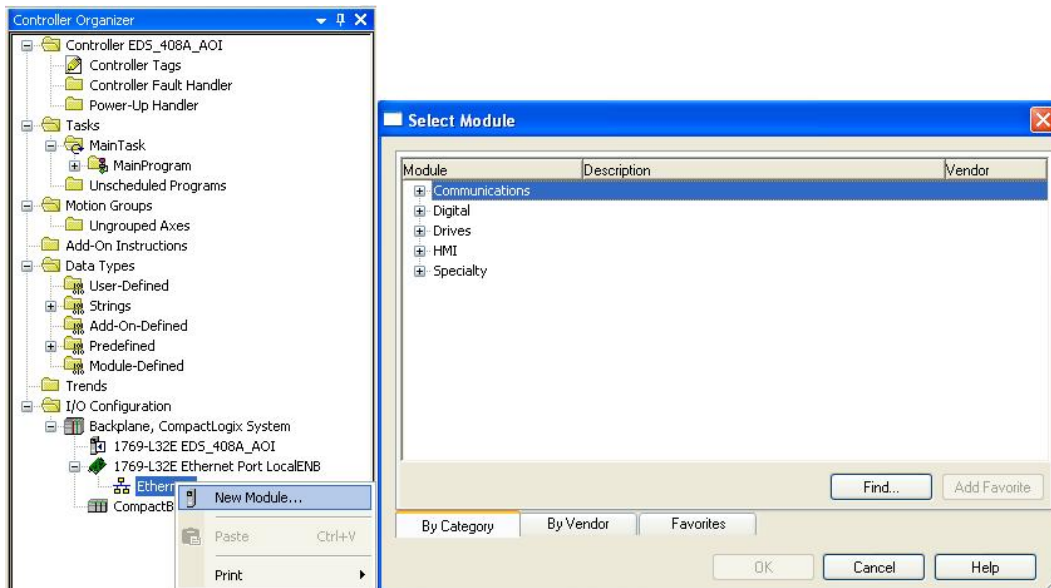 Controller Organizer
Controller EDS_408A_AOI
Controller Tags
Controller Fault Handler
Power-Up Handler
Tasks
MainTask
MainProgram
Unscheduled Programs
Motion Groups
Ungrouped Axes
Add-On Instructions
Data Types
User-Defined
Strings
Add-On-Defined
Predefined
Module-Defined
Trends
I/O Configuration
Backplane, CompactLogix System
1769-L32E EDS_408A_AOI
1769-L32E Ethernet Port LocalENB
Ethern
CompactB
New Module...
Paste Ctrl+V
Print
Select Module
Module Description Vendor
Communications
Digital
Drives
HMI
Specialty
Find... Add Favorite
By Category By Vendor Favorites
OK Cancel Help